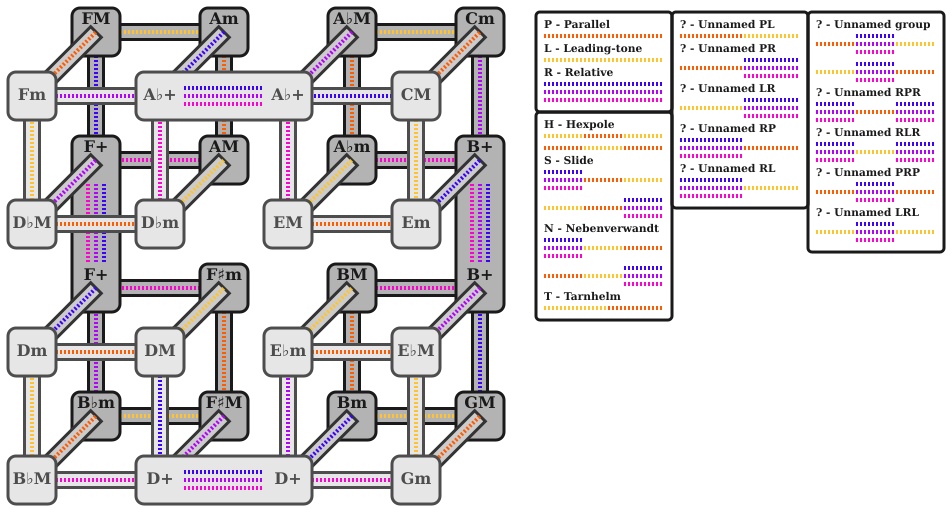 FM Am A♭M Cm
Fm A♭+ A♭+ CM
F+ AM A♭m B+
D♭M D♭m EM Em
F+ F♯m BM B+
Dm DM E♭m E♭M
B♭m F♯M Bm GM
B♭M D+ D+ Gm
P - Parallel
L - Leading-tone
R - Relative
H - Hexpole
S - Slide
N - Nebenverwandt
T - Tarnhelm
? - Unnamed PL
? - Unnamed PR
? - Unnamed LR
? - Unnamed RP
? - Unnamed RL
? - Unnamed group
? - Unnamed RPR
? - Unnamed RLR
? - Unnamed PRP
? - Unnamed LRL